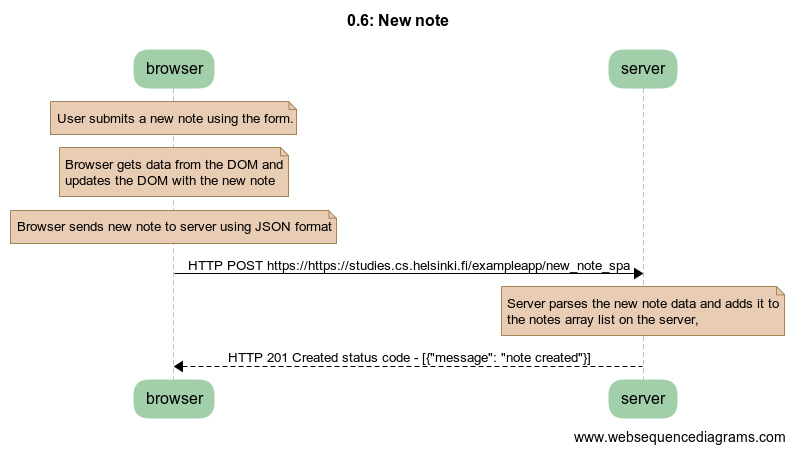 0.6: New note
browser
server
User submits a new note using the form.
Browser gets data from the DOM and
updates the DOM with the new note
Browser sends new note to server using JSON format
HTTP POST https://https://studies.cs.helsinki.fi/exampleapp/new_note_spa
Server parses the new note data and adds it to
the notes array list on the server,
HTTP 201 Created status code - [{"message": "note created"}]
browser
server
www.websequencediagrams.com